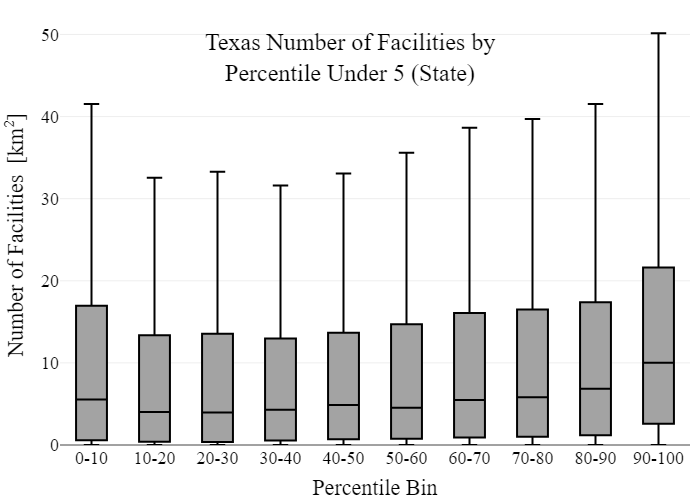 Texas Number of Facilities by
Percentile Under 5 (State)
Number of Facilities [km²]
50
40
30
20
10
0
0-10 10-20 20-30 30-40 40-50 50-60 60-70 70-80 80-90 90-100
Percentile Bin